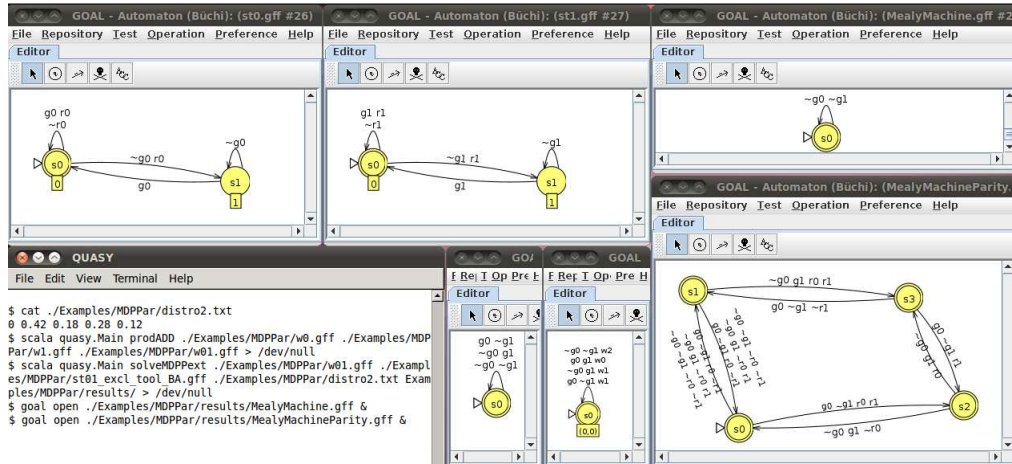 GOAL - Automaton (Büchi): (st0.gff #26)
File Repository Test Operation Preference Help
Editor
g0 r0
~r0
s0
0
~g0 r0
g0
~g0
s1
1
GOAL - Automaton (Büchi): (st1.gff #27)
File Repository Test Operation Preference Help
Editor
g1 r1
~r1
s0
0
~g1 r1
g1
~g1
s1
1
GOAL - Automaton (Büchi): (MealyMachine.gff #2
File Repository Test Operation Preference Help
Editor
~g0 ~g1
s0
QUASY
File Edit View Terminal Help
$ cat ./Examples/MDPPar/distro2.txt
0 0.42 0.18 0.28 0.12
$ scala quasy.Main prodADD ./Examples/MDPPar/w0.gff ./Examples/MDP
Par/w1.gff ./Examples/MDPPar/w01.gff > /dev/null
$ scala quasy.Main solveMDPPext ./Examples/MDPPar/w01.gff ./Exampl
es/MDPPar/st01_excl_tool_BA.gff ./Examples/MDPPar/distro2.txt Exam
ples/MDPPar/results/ > /dev/null
$ goal open ./Examples/MDPPar/results/MealyMachine.gff &
$ goal open ./Examples/MDPPar/results/MealyMachineParity.gff &
GOA
Editor
g0 ~g1
~g0 g1
~g0 ~g1
s0
GOAL
Editor
~g0 ~g1 w2
g0 g1 w0
~g0 g1 w1
g0 ~g1 w1
s0
(0,0)
GOAL - Automaton (Büchi): (MealyMachineParity.
File Repository Test Operation Preference Help
Editor
s1
~g0 g1 r0 r1
g0 ~g1 ~r1
s3
g0 ~g1 r1
~g0 g1 r0
s2
g0 ~g1 r0 r1
~g0 g1 ~r0
s0